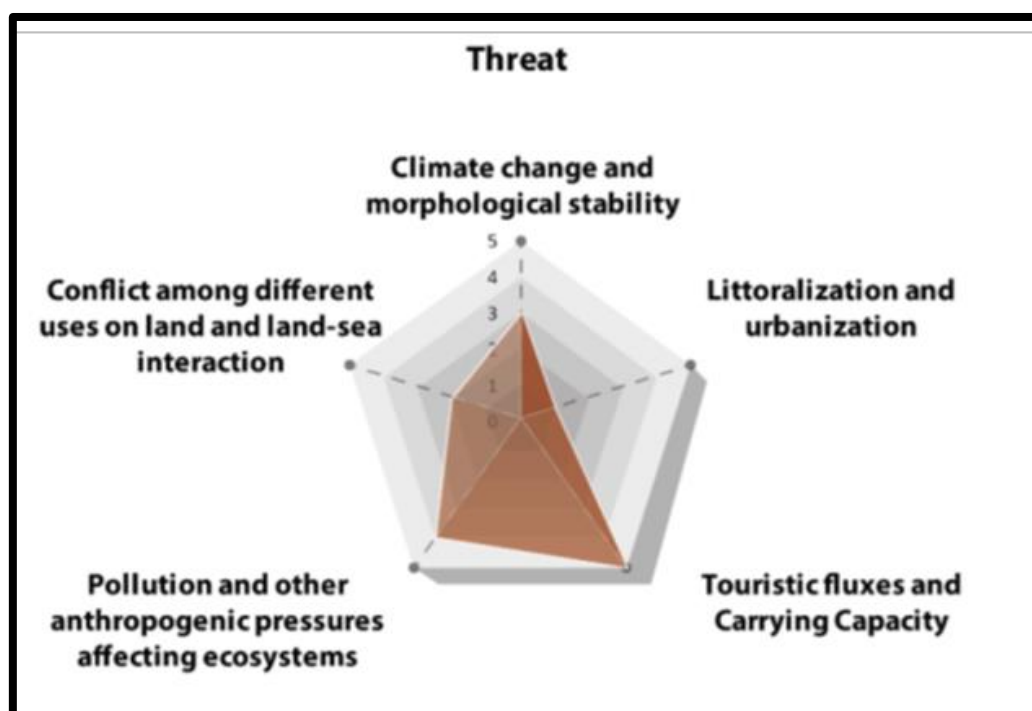 Threat
Climate change and
morphological stability
5
4
3
2
1
0
Conflict among different
uses on land and land-sea
interaction
Littoralization and
urbanization
Pollution and other
anthropogenic pressures
affecting ecosystems
Touristic fluxes and
Carrying Capacity